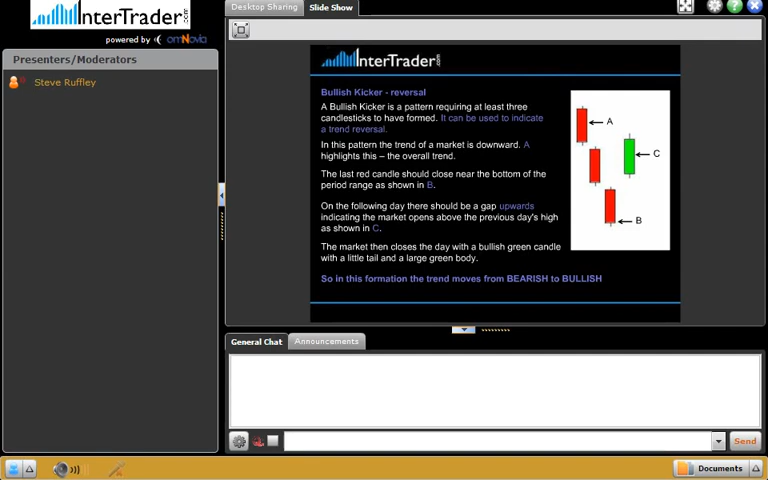 InterTrader.com
powered by omNovia
Presenters/Moderators
Steve Ruffley
Desktop Sharing
Slide Show
InterTrader.com
Bullish Kicker - reversal
A Bullish Kicker is a pattern requiring at least three
candlesticks to have formed. It can be used to indicate
a trend reversal.
In this pattern the trend of a market is downward. A
highlights this – the overall trend.
The last red candle should close near the bottom of the
period range as shown in B.
On the following day there should be a gap upwards
indicating the market opens above the previous day's high
as shown in C.
The market then closes the day with a bullish green candle
with a little tail and a large green body.
So in this formation the trend moves from BEARISH to BULLISH
A
C
B
General Chat
Announcements
Send
Documents